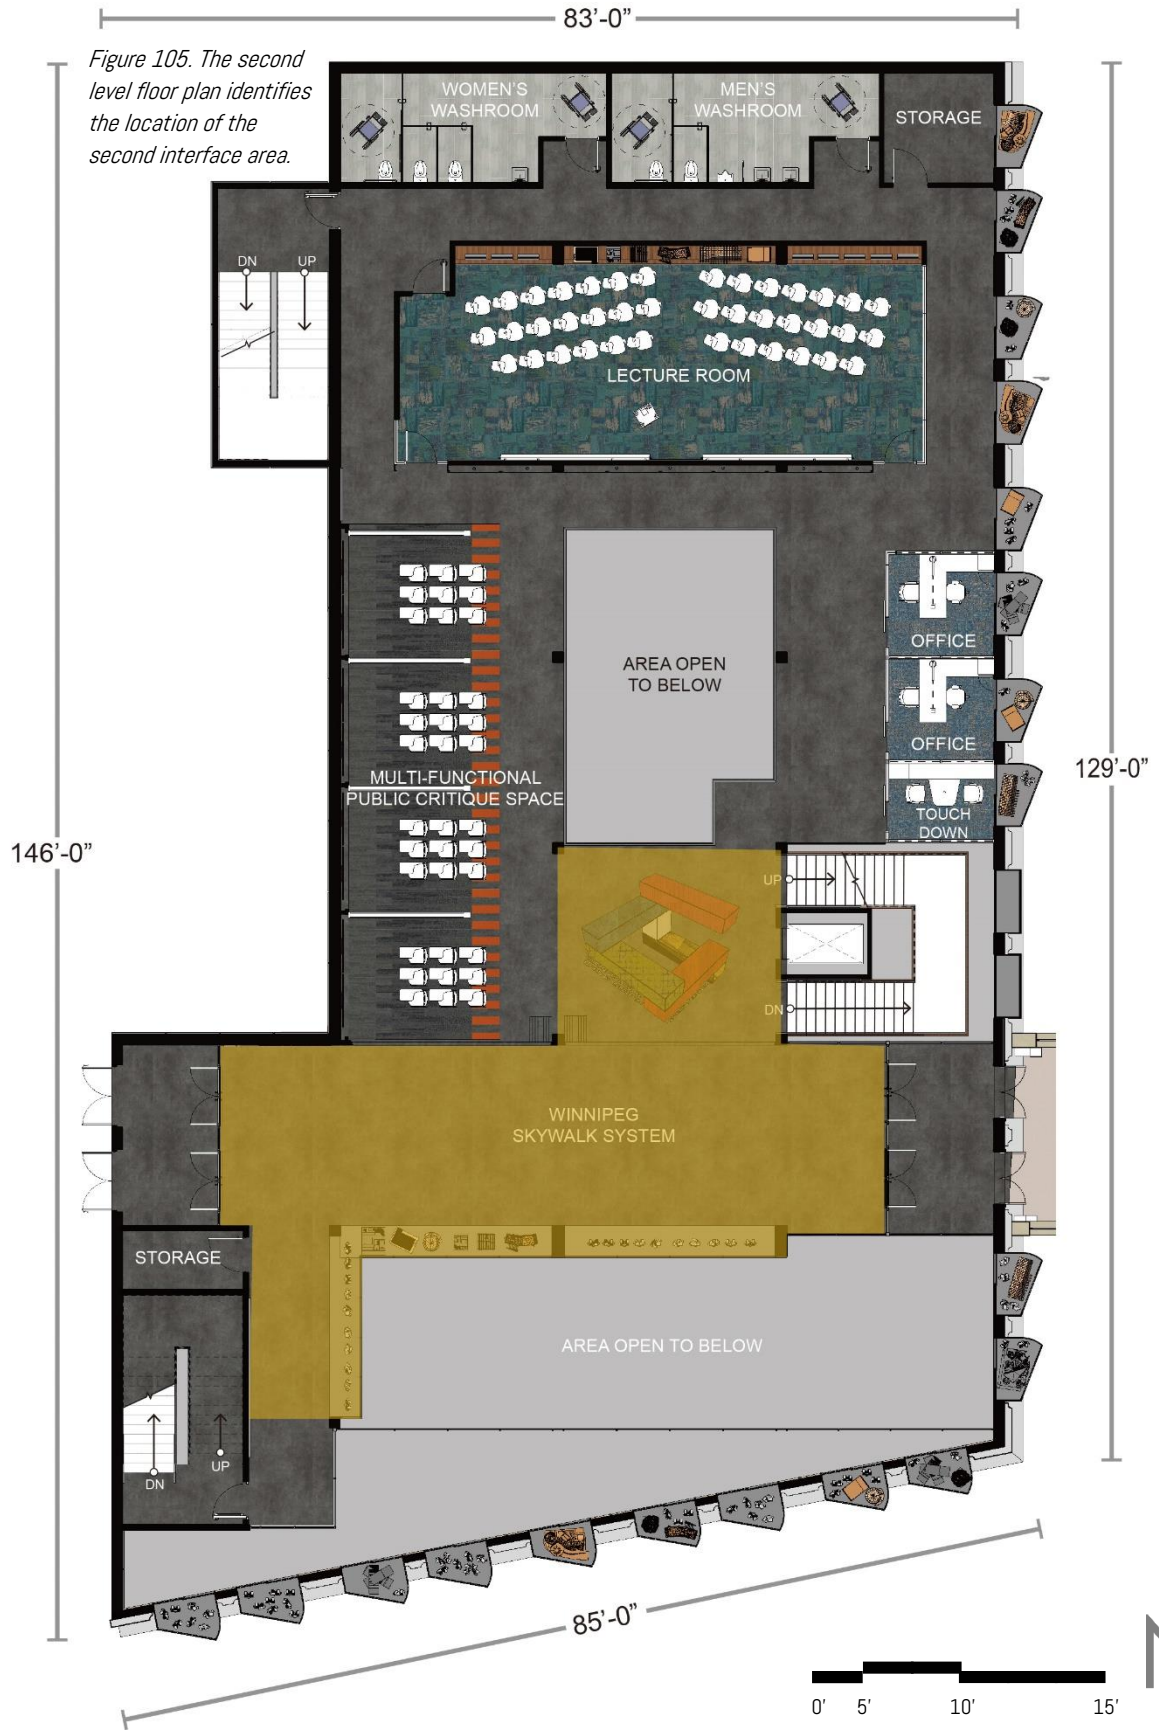 83'-0"
Figure 105. The second
level floor plan identifies
the location of the
second interface area.
WOMEN'S
WASHROOM
MEN'S
WASHROOM
STORAGE
DN
UP
LECTURE ROOM
AREA OPEN
TO BELOW
OFFICE
OFFICE
MULTI-FUNCTIONAL
PUBLIC CRITIQUE SPACE
129'-0"
TOUCH
DOWN
146'-0"
UP
DN
WINNIPEG
SKYWALK SYSTEM
STORAGE
AREA OPEN TO BELOW
UP
DN
85'-0"
0' 5' 10' 15'